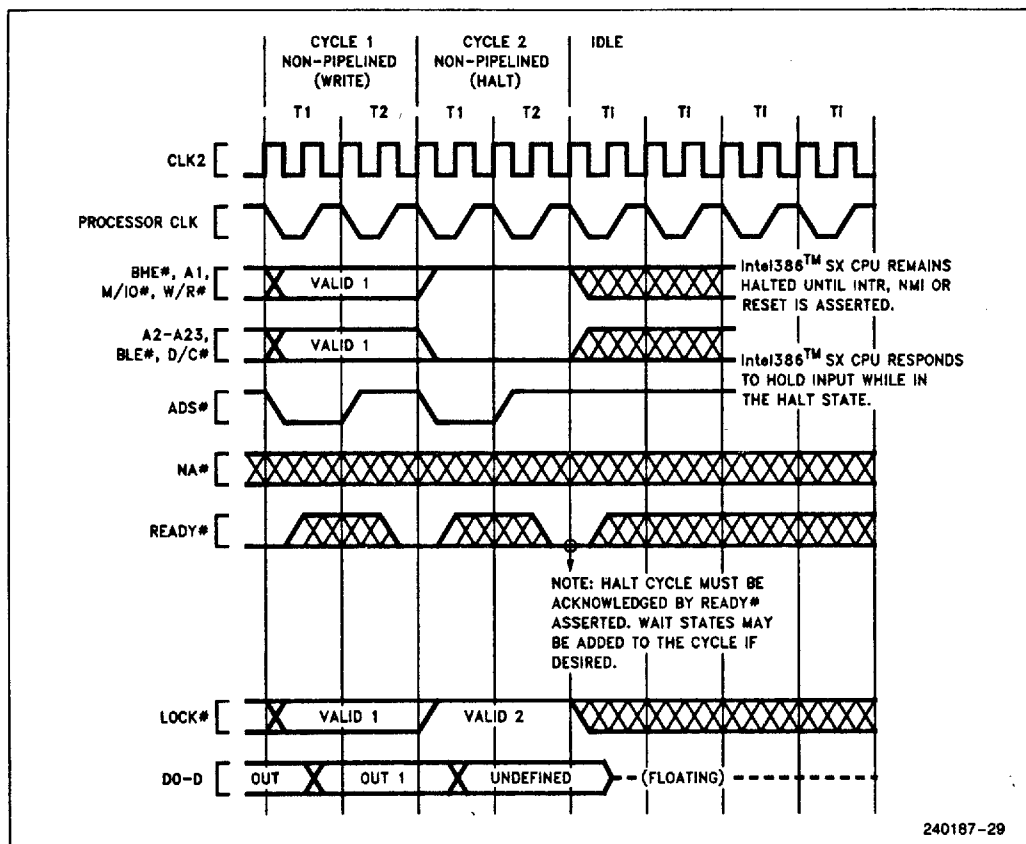 CYCLE 1
NON-PIPELINED
(WRITE)
CYCLE 2
NON-PIPELINED
(HALT)
IDLE
T1 T2 T1 T2 Ti Ti Ti Ti
CLK2
PROCESSOR CLK
BHE#, A1,
M/IO#, W/R#
VALID 1
Intel386™ SX CPU REMAINS
HALTED UNTIL INTR, NMI OR
RESET IS ASSERTED.
A2-A23,
BLE#, D/C#
VALID 1
Intel386™ SX CPU RESPONDS
TO HOLD INPUT WHILE IN
THE HALT STATE.
ADS#
NA#
READY#
NOTE: HALT CYCLE MUST BE
ACKNOWLEDGED BY READY#
ASSERTED. WAIT STATES MAY
BE ADDED TO THE CYCLE IF
DESIRED.
LOCK# VALID 1 VALID 2
D0-D OUT OUT 1 UNDEFINED (FLOATING)
240187-29